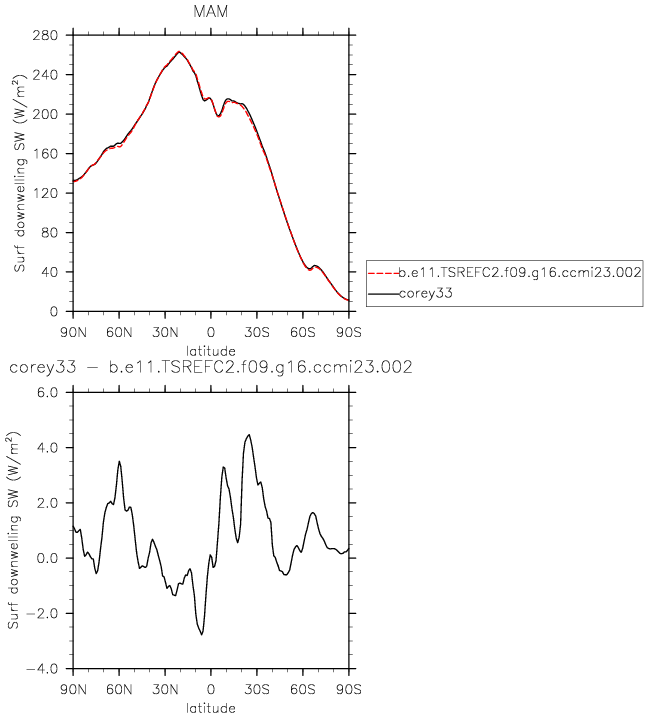 MAM
280
240
200
160
120
80
40
0
Surf downwelling SW (W/m²)
90N 60N 30N 0 30S 60S 90S
latitude
b.e11.TSREFC2.f09.g16.ccmi23.002
corey33
corey33 − b.e11.TSREFC2.f09.g16.ccmi23.002
6.0
4.0
2.0
0.0
−2.0
−4.0
Surf downwelling SW (W/m²)
90N 60N 30N 0 30S 60S 90S
latitude